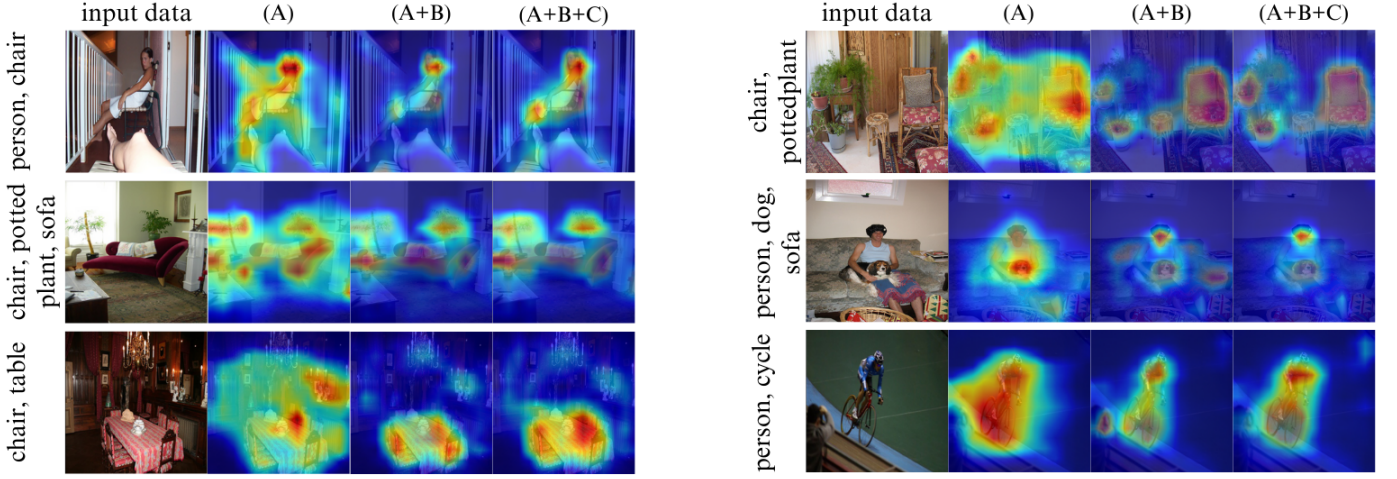 input data (A) (A+B) (A+B+C)
person, chair
chair, potted
plant, sofa
chair, table
input data (A) (A+B) (A+B+C)
chair,
pottedplant
person, dog,
sofa
person, cycle